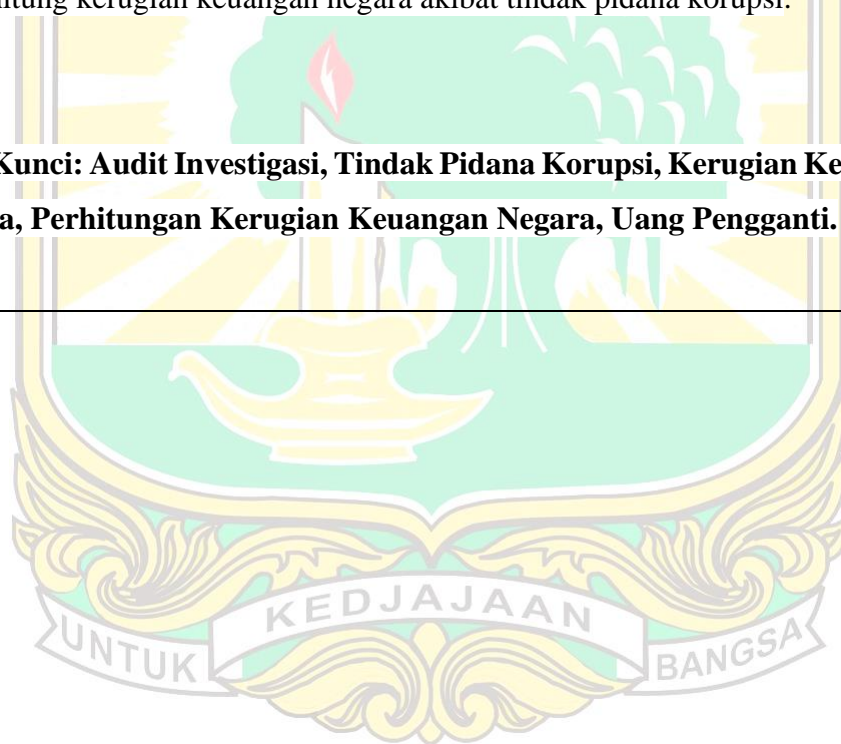 itung kerugian keuangan negara akibat tindak pidana korupsi.
Kunci: Audit Investigasi, Tindak Pidana Korupsi, Kerugian Ke
a, Perhitungan Kerugian Keuangan Negara, Uang Pengganti.
UNTUK KEDJAJAAN BANGSA